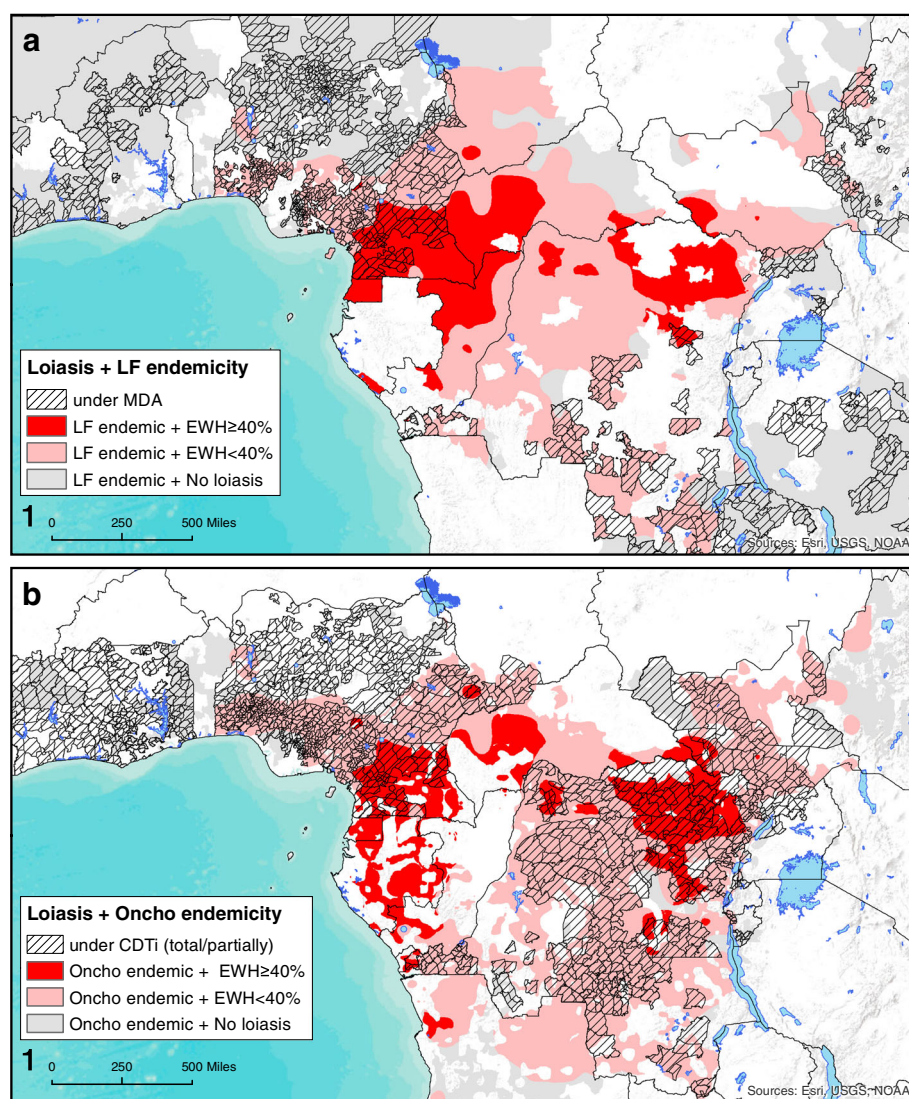 a
Loiasis + LF endemicity
under MDA
LF endemic + EWH≥40%
LF endemic + EWH<40%
LF endemic + No loiasis
1 0 250 500 Miles
Sources: Esri, USGS, NOAA
b
Loiasis + Oncho endemicity
under CDTi (total/partially)
Oncho endemic + EWH≥40%
Oncho endemic + EWH<40%
Oncho endemic + No loiasis
1 0 250 500 Miles
Sources: Esri, USGS, NOAA